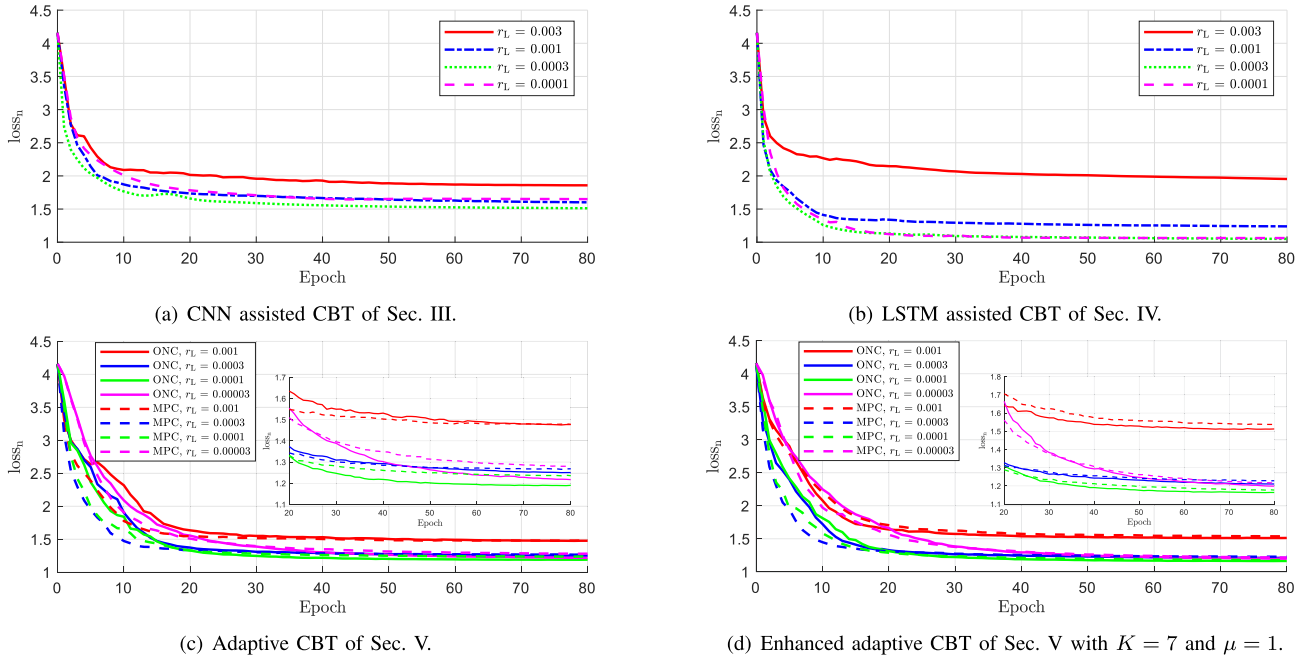 4.5
4
3.5
3
2.5
2
1.5
1
loss_n
0 10 20 30 40 50 60 70 80
Epoch
r_L = 0.003
r_L = 0.001
r_L = 0.0003
r_L = 0.0001
(a) CNN assisted CBT of Sec. III.
4.5
4
3.5
3
2.5
2
1.5
1
loss_n
0 10 20 30 40 50 60 70 80
Epoch
r_L = 0.003
r_L = 0.001
r_L = 0.0003
r_L = 0.0001
(b) LSTM assisted CBT of Sec. IV.
4.5
4
3.5
3
2.5
2
1.5
1
loss_n
0 10 20 30 40 50 60 70 80
Epoch
ONC, r_L = 0.001
ONC, r_L = 0.0003
ONC, r_L = 0.0001
ONC, r_L = 0.00003
MPC, r_L = 0.001
MPC, r_L = 0.0003
MPC, r_L = 0.0001
MPC, r_L = 0.00003
1.7
1.6
1.5
1.4
1.3
1.2
1.1
loss_n
20 30 40 50 60 70 80
Epoch
(c) Adaptive CBT of Sec. V.
4.5
4
3.5
3
2.5
2
1.5
1
loss_n
0 10 20 30 40 50 60 70 80
Epoch
ONC, r_L = 0.001
ONC, r_L = 0.0003
ONC, r_L = 0.0001
ONC, r_L = 0.00003
MPC, r_L = 0.001
MPC, r_L = 0.0003
MPC, r_L = 0.0001
MPC, r_L = 0.00003
1.8
1.7
1.6
1.5
1.4
1.3
1.2
1.1
loss_n
20 30 40 50 60 70 80
Epoch
(d) Enhanced adaptive CBT of Sec. V with K = 7 and μ = 1.